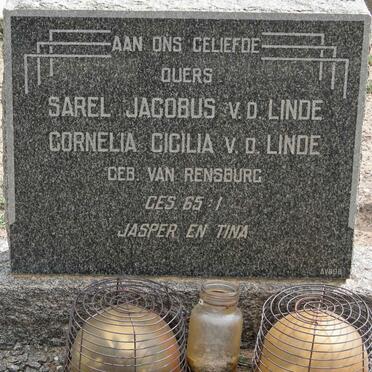 AAN ONS GELIEFDE
OUERS
SAREL JACOBUS V.D. LINDE
CORNELIA CICILIA V.D. LINDE
GEB. VAN RENSBURG
GES. 65:1
JASPER EN TINA